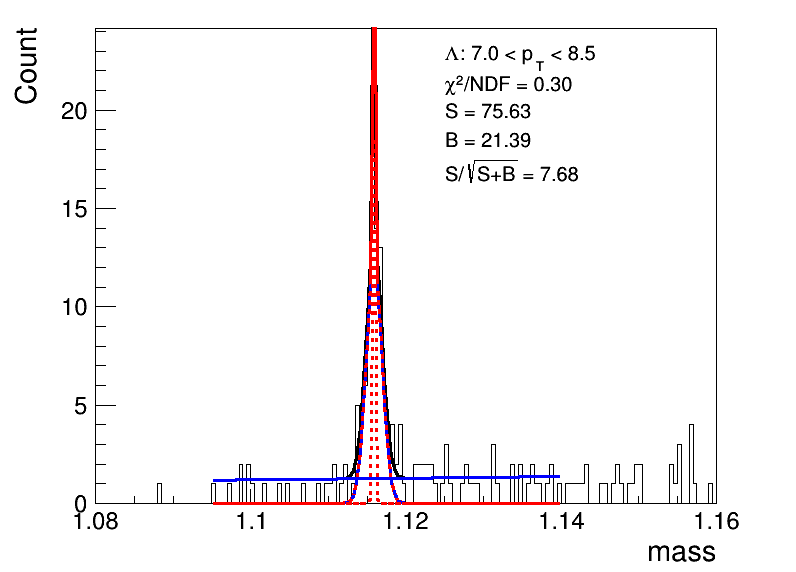 Count
Λ: 7.0 < pT < 8.5
χ²/NDF = 0.30
S = 75.63
B = 21.39
S/√S+B = 7.68
20
15
10
5
0
1.08 1.1 1.12 1.14 1.16
mass